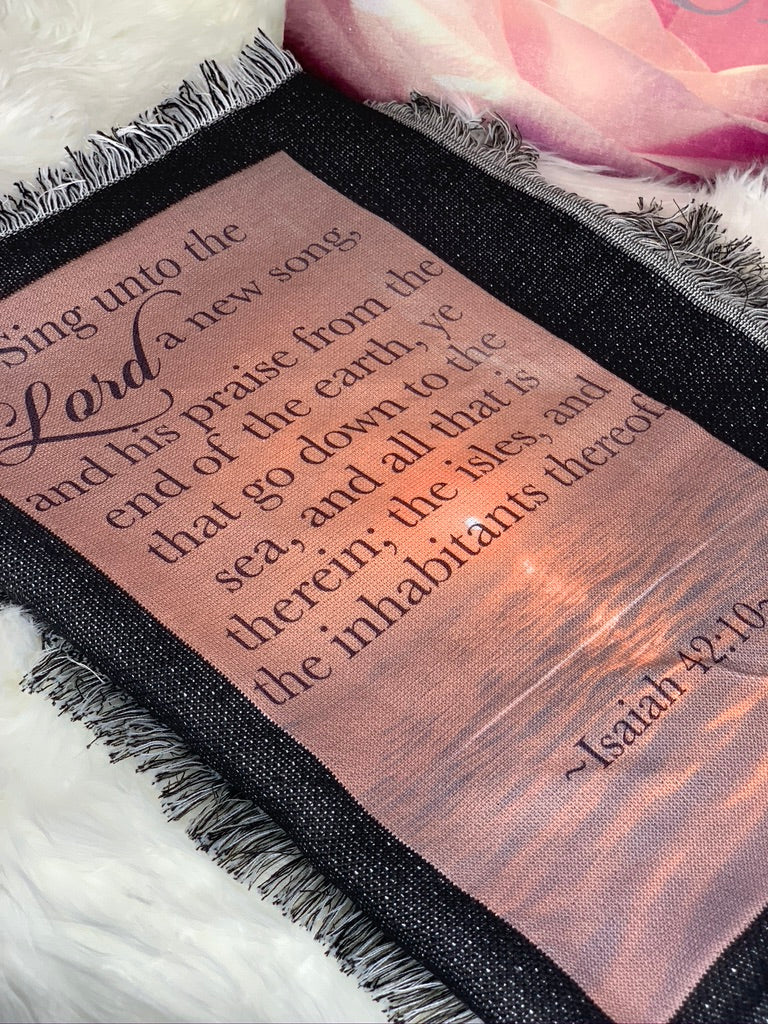 Sing unto the
Lord a new song,
and his praise from the
end of the earth, ye
that go down to the
sea, and all that is
therein; the isles, and
the inhabitants thereof.
~Isaiah 42:10~